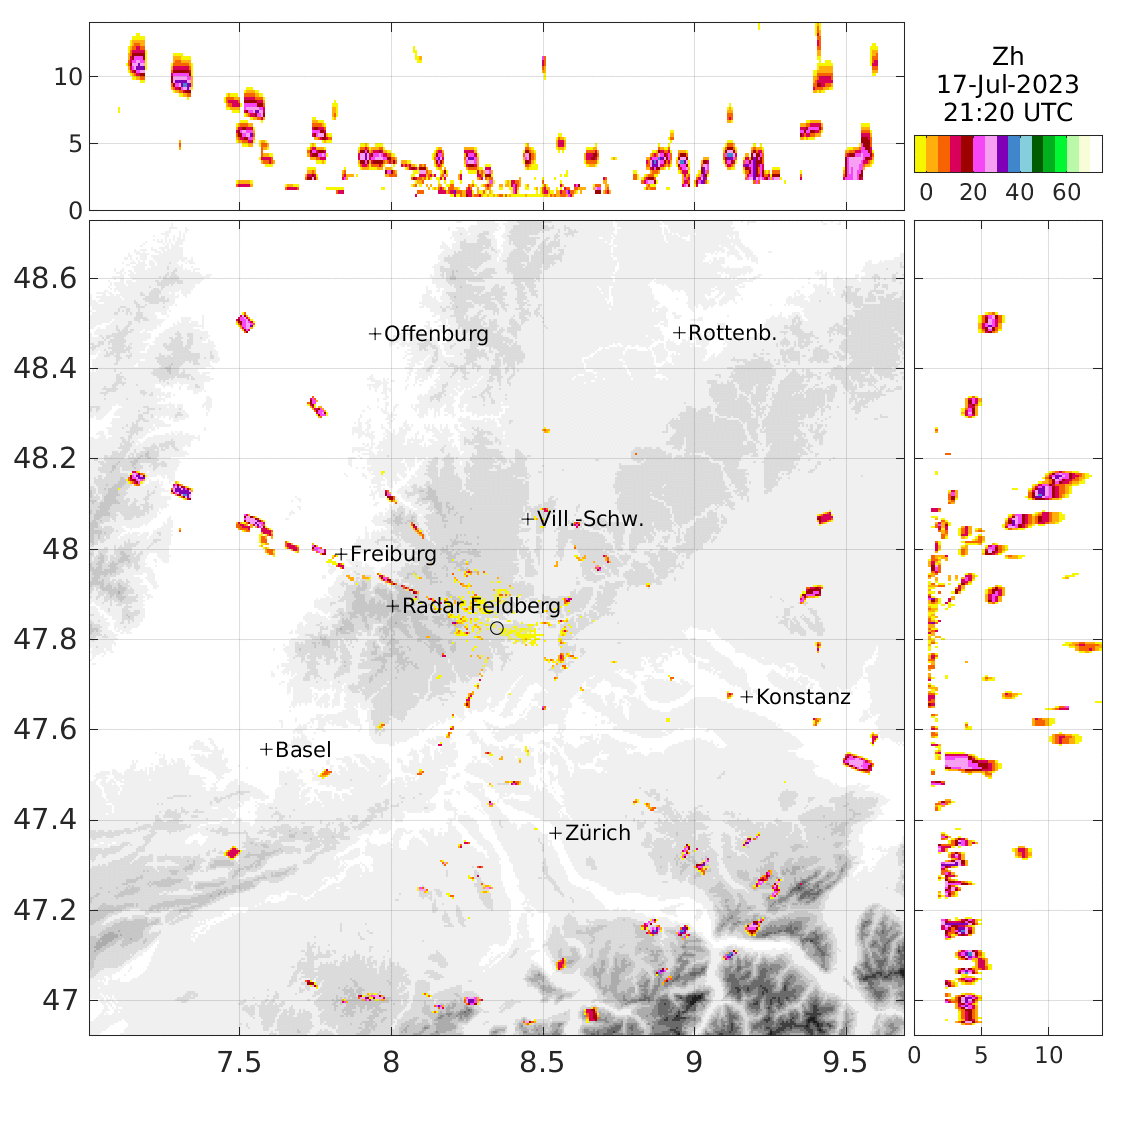 Zh
17-Jul-2023
21:20 UTC
10
5
0
0 20 40 60
48.6
48.4
48.2
48
47.8
47.6
47.4
47.2
47
+Offenburg
+Rottenb.
+Vill.-Schw.
+Freiburg
+Radar Feldberg
+Konstanz
+Basel
+Zürich
7.5 8 8.5 9 9.5
0 5 10